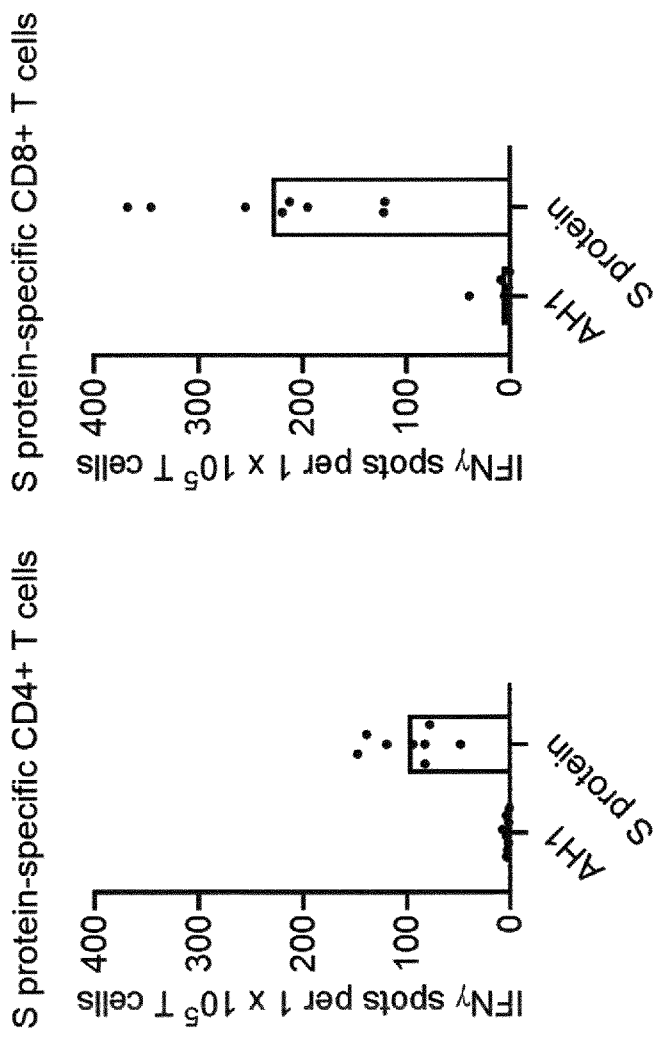 S protein-specific CD4+ T cells
IFNγ spots per 1 x 10⁵ T cells
400
300
200
100
0
AH1
S protein
S protein-specific CD8+ T cells
IFNγ spots per 1 x 10⁵ T cells
400
300
200
100
0
AH1
S protein